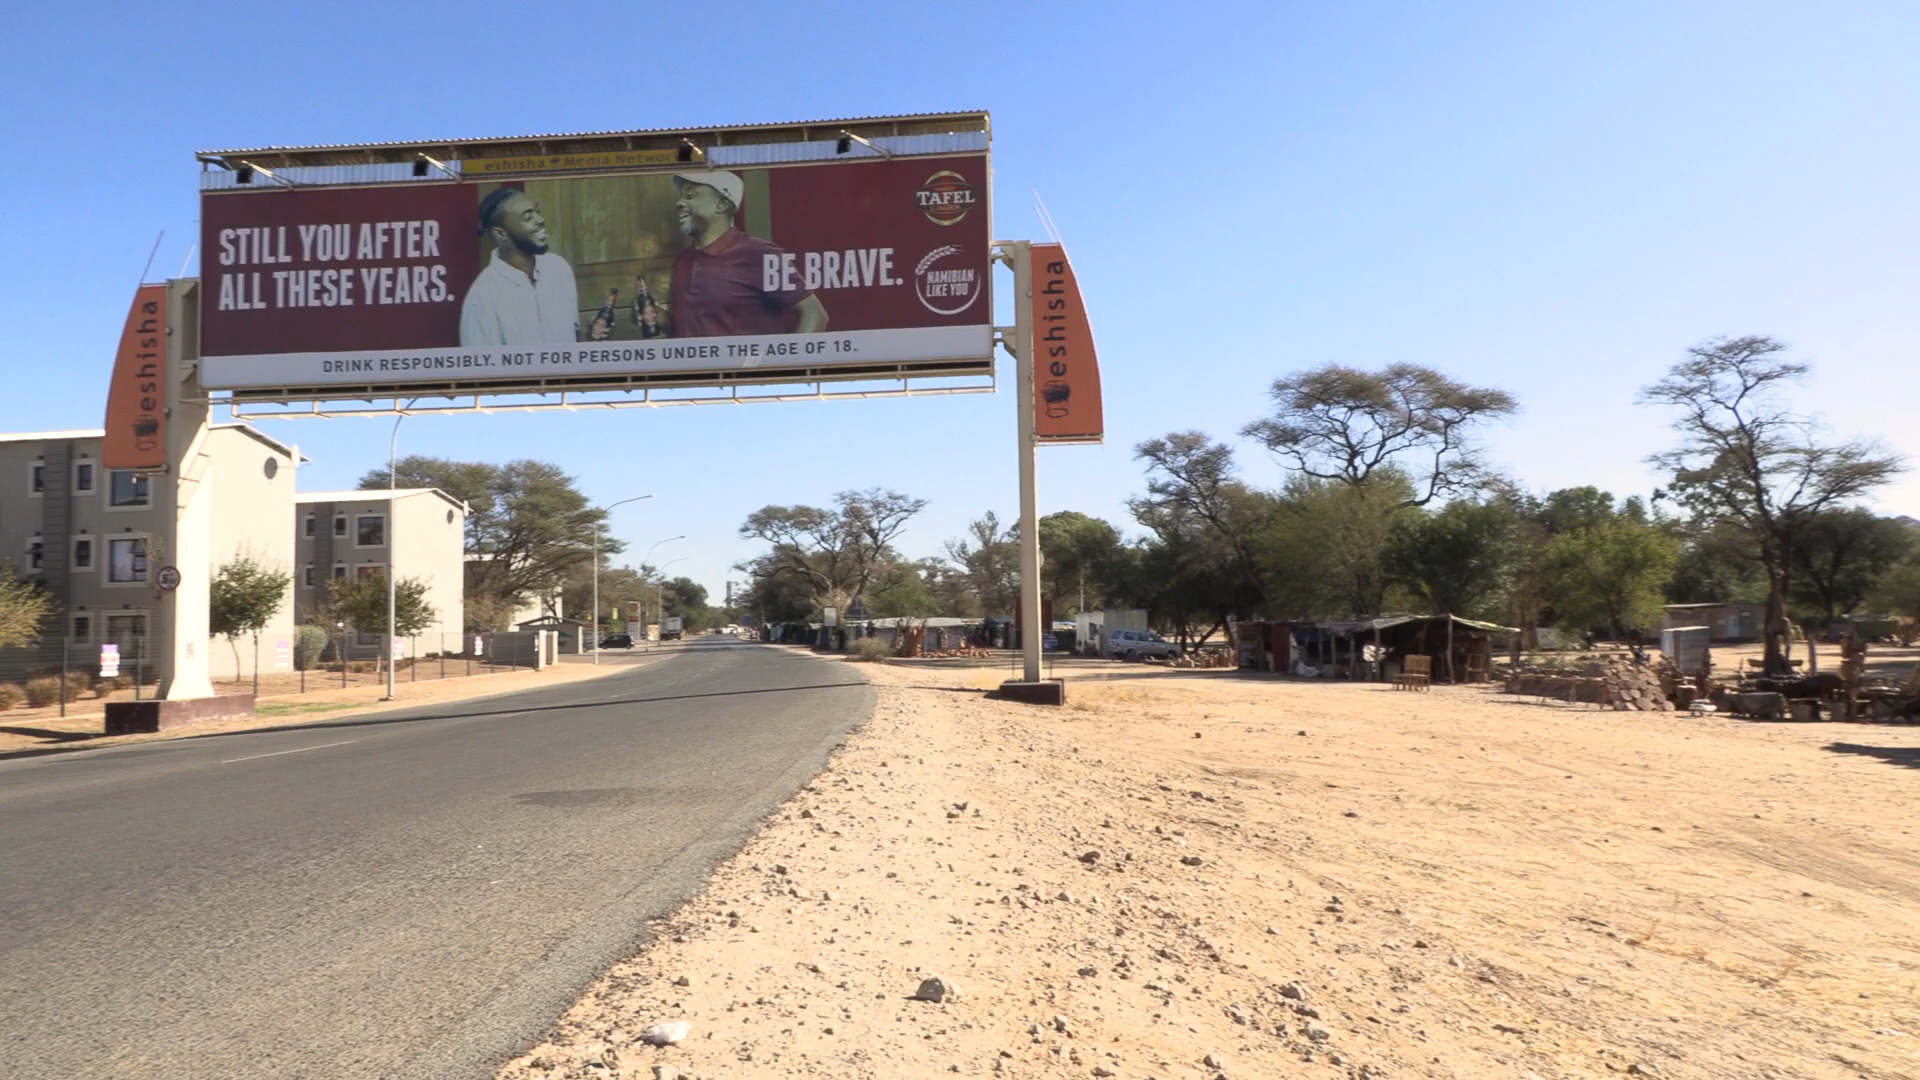 eshisha Media Network
STILL YOU AFTER
ALL THESE YEARS.
BE BRAVE.
TAFEL
LAGER
NAMIBIAN
LIKE YOU
DRINK RESPONSIBLY. NOT FOR PERSONS UNDER THE AGE OF 18.
eshisha
eshisha